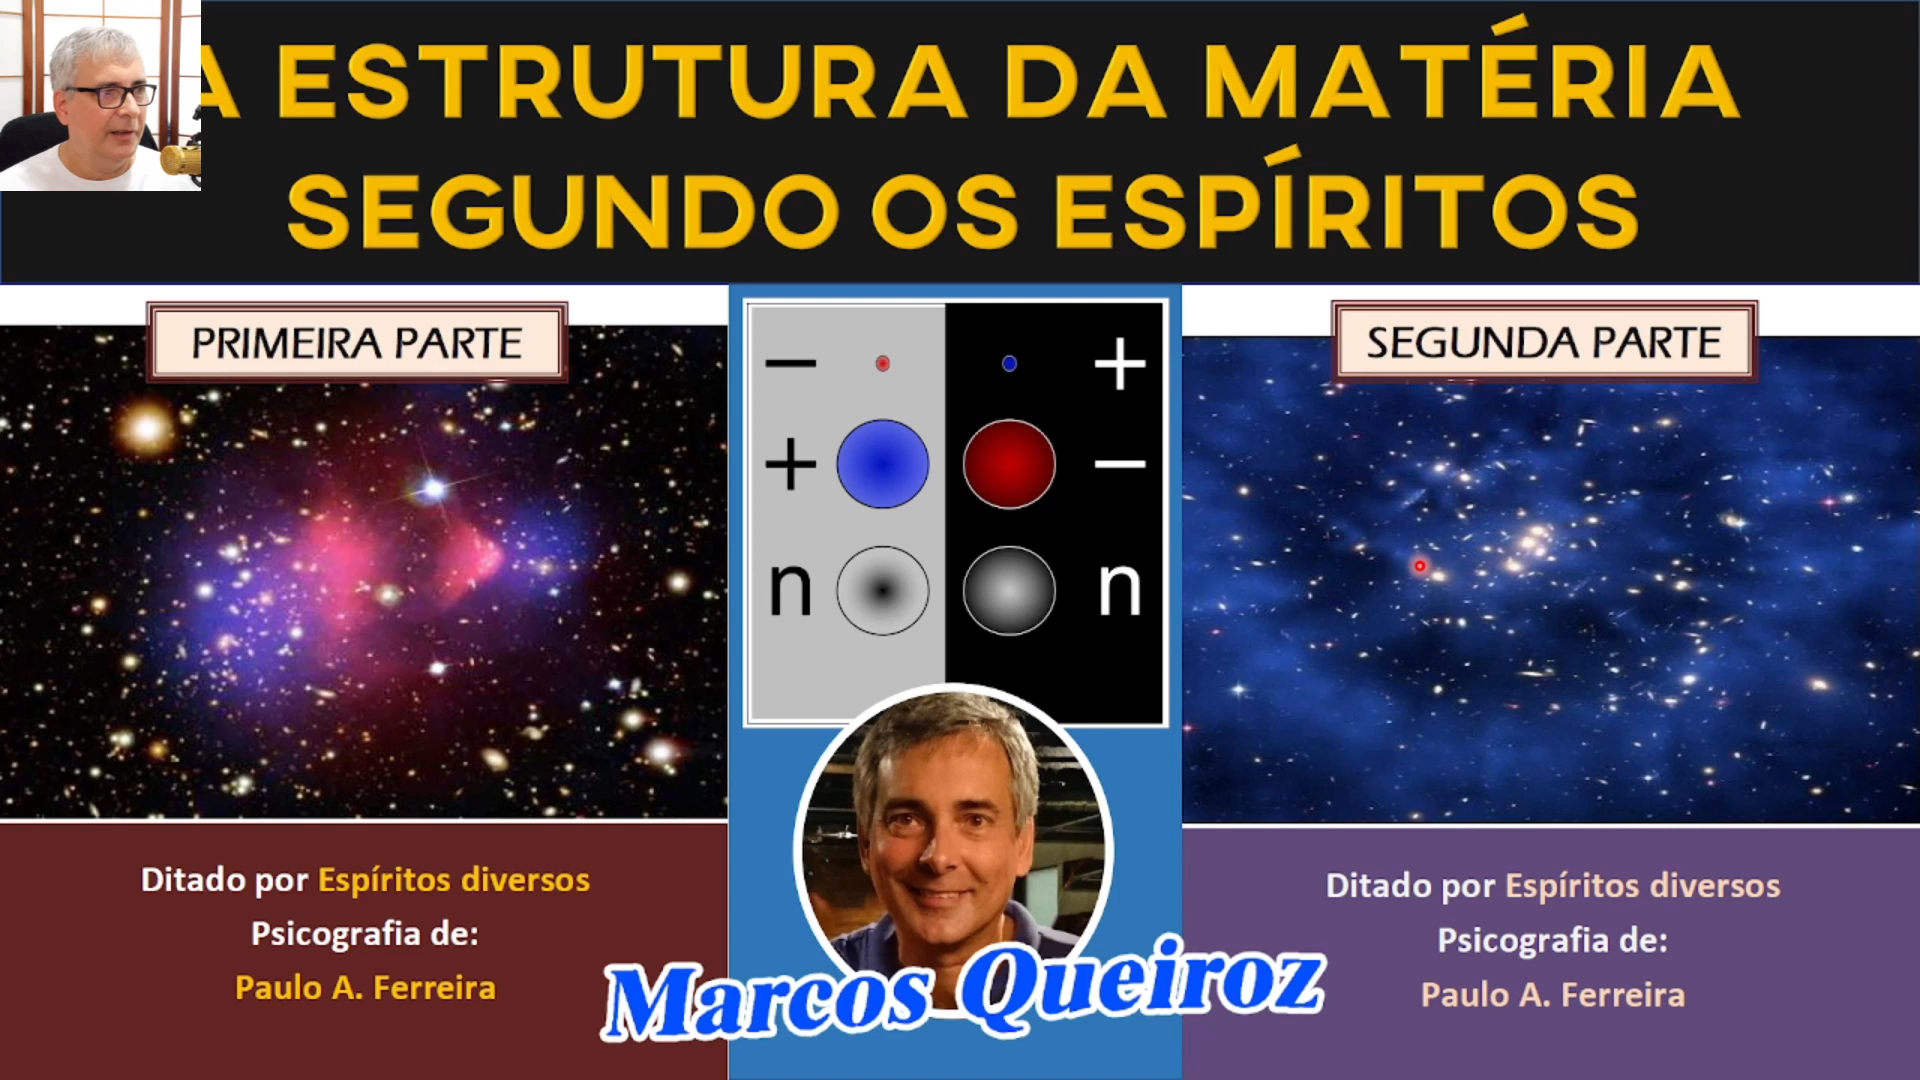 A ESTRUTURA DA MATÉRIA
SEGUNDO OS ESPÍRITOS
PRIMEIRA PARTE
SEGUNDA PARTE
− +
+ −
n n
Ditado por Espíritos diversos
Psicografia de:
Paulo A. Ferreira
Marcos Queiroz
Ditado por Espíritos diversos
Psicografia de:
Paulo A. Ferreira